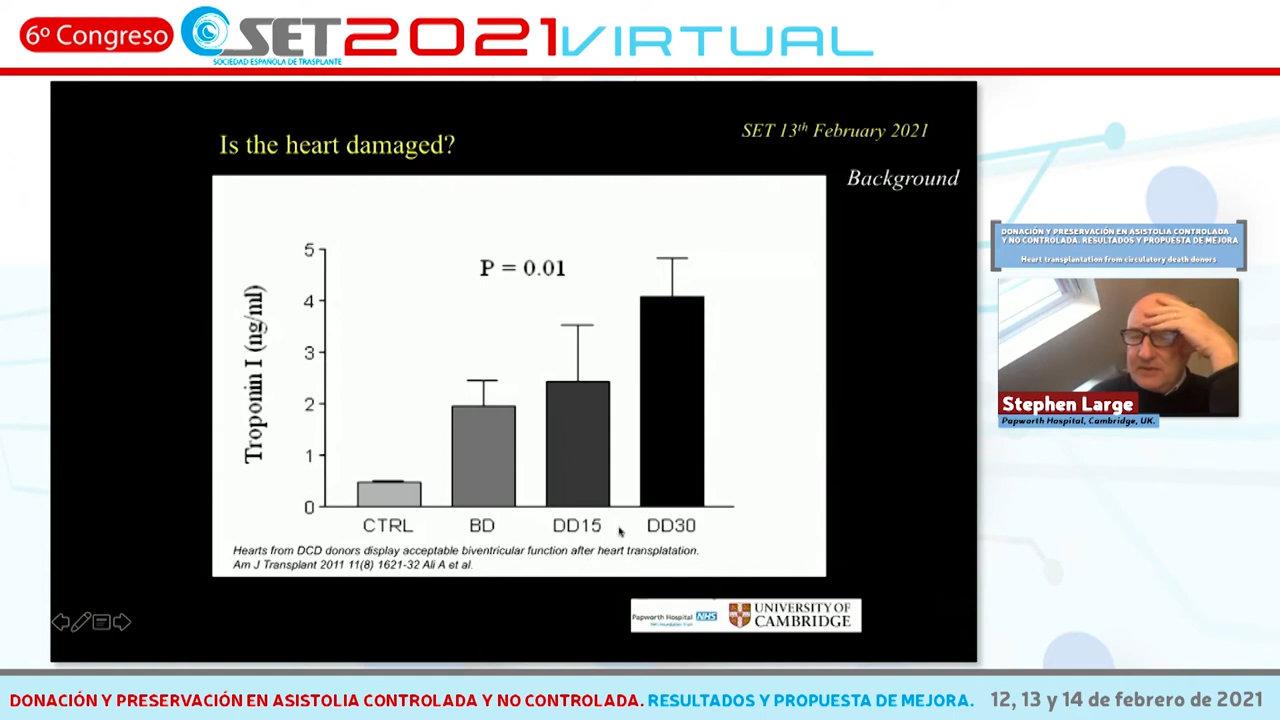 6º Congreso
SET 2021 VIRTUAL
SOCIEDAD ESPAÑOLA DE TRASPLANTE
Is the heart damaged?
SET 13th February 2021
Background
Troponin I (ng/ml)
P = 0.01
5
4
3
2
1
0
CTRL BD DD15 DD30
Hearts from DCD donors display acceptable biventricular function after heart transplatation.
Am J Transplant 2011 11(8) 1621-32 Ali A et al.
Papworth Hospital NHS
UNIVERSITY OF
CAMBRIDGE
DONACIÓN Y PRESERVACIÓN EN ASISTOLIA CONTROLADA
Y NO CONTROLADA. RESULTADOS Y PROPUESTA DE MEJORA
Heart transplantation from circulatory death donors
Stephen Large
Papworth Hospital, Cambridge, UK.
DONACIÓN Y PRESERVACIÓN EN ASISTOLIA CONTROLADA Y NO CONTROLADA. RESULTADOS Y PROPUESTA DE MEJORA. 12, 13 y 14 de febrero de 2021